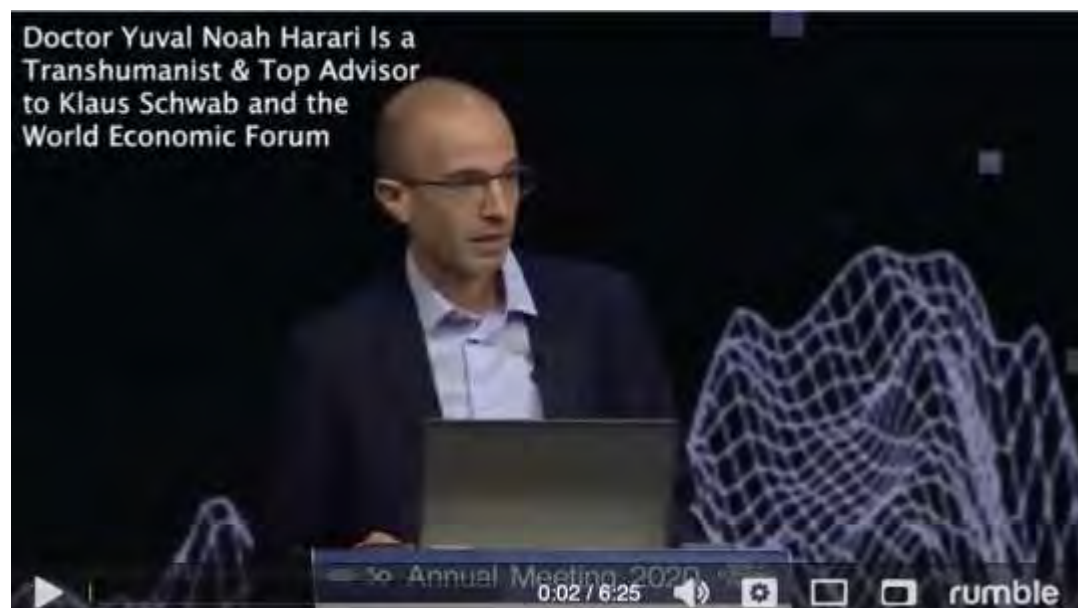 Doctor Yuval Noah Harari Is a
Transhumanist & Top Advisor
to Klaus Schwab and the
World Economic Forum
Annual Meeting 2020
0:02 / 6:25
rumble